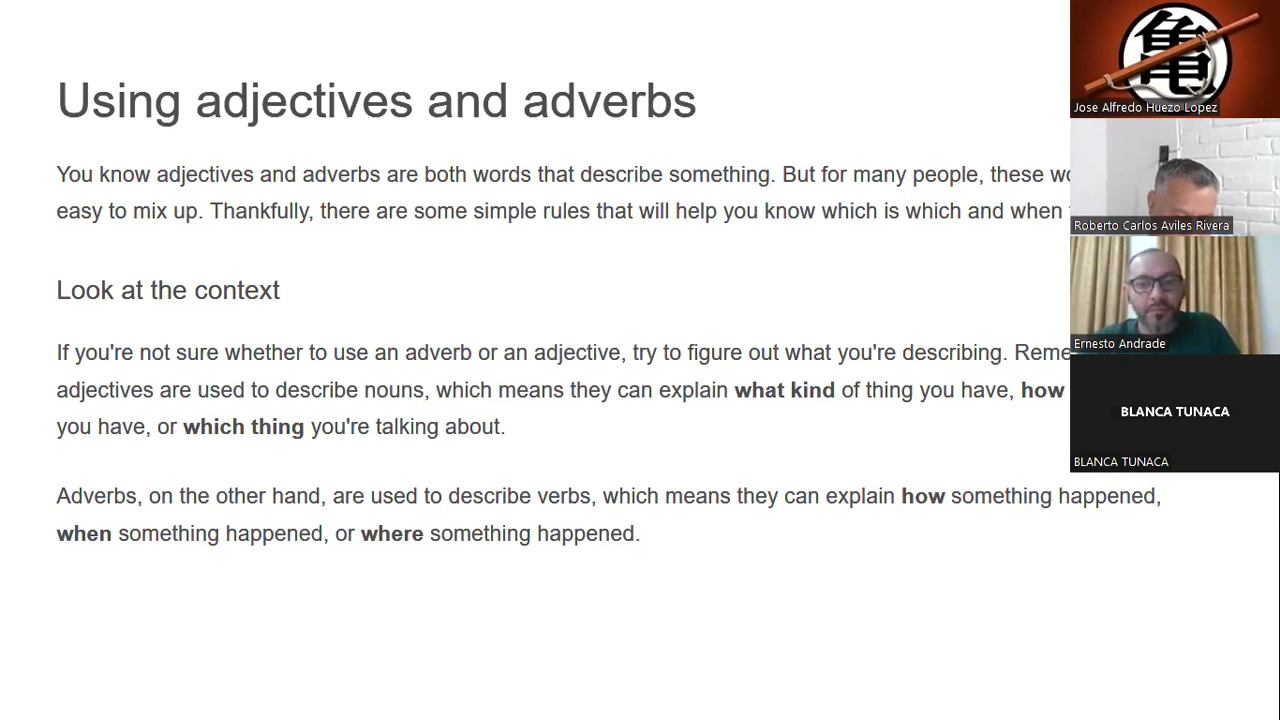 Using adjectives and adverbs
You know adjectives and adverbs are both words that describe something. But for many people, these
easy to mix up. Thankfully, there are some simple rules that will help you know which is which and when
Look at the context
If you're not sure whether to use an adverb or an adjective, try to figure out what you're describing.
adjectives are used to describe nouns, which means they can explain what kind of thing you have, how
you have, or which thing you're talking about.
Adverbs, on the other hand, are used to describe verbs, which means they can explain how something happened,
when something happened, or where something happened.
亀
Jose Alfredo Huezo Lopez
Roberto Carlos Aviles Rivera
Ernesto Andrade
BLANCA TUNACA
BLANCA TUNACA